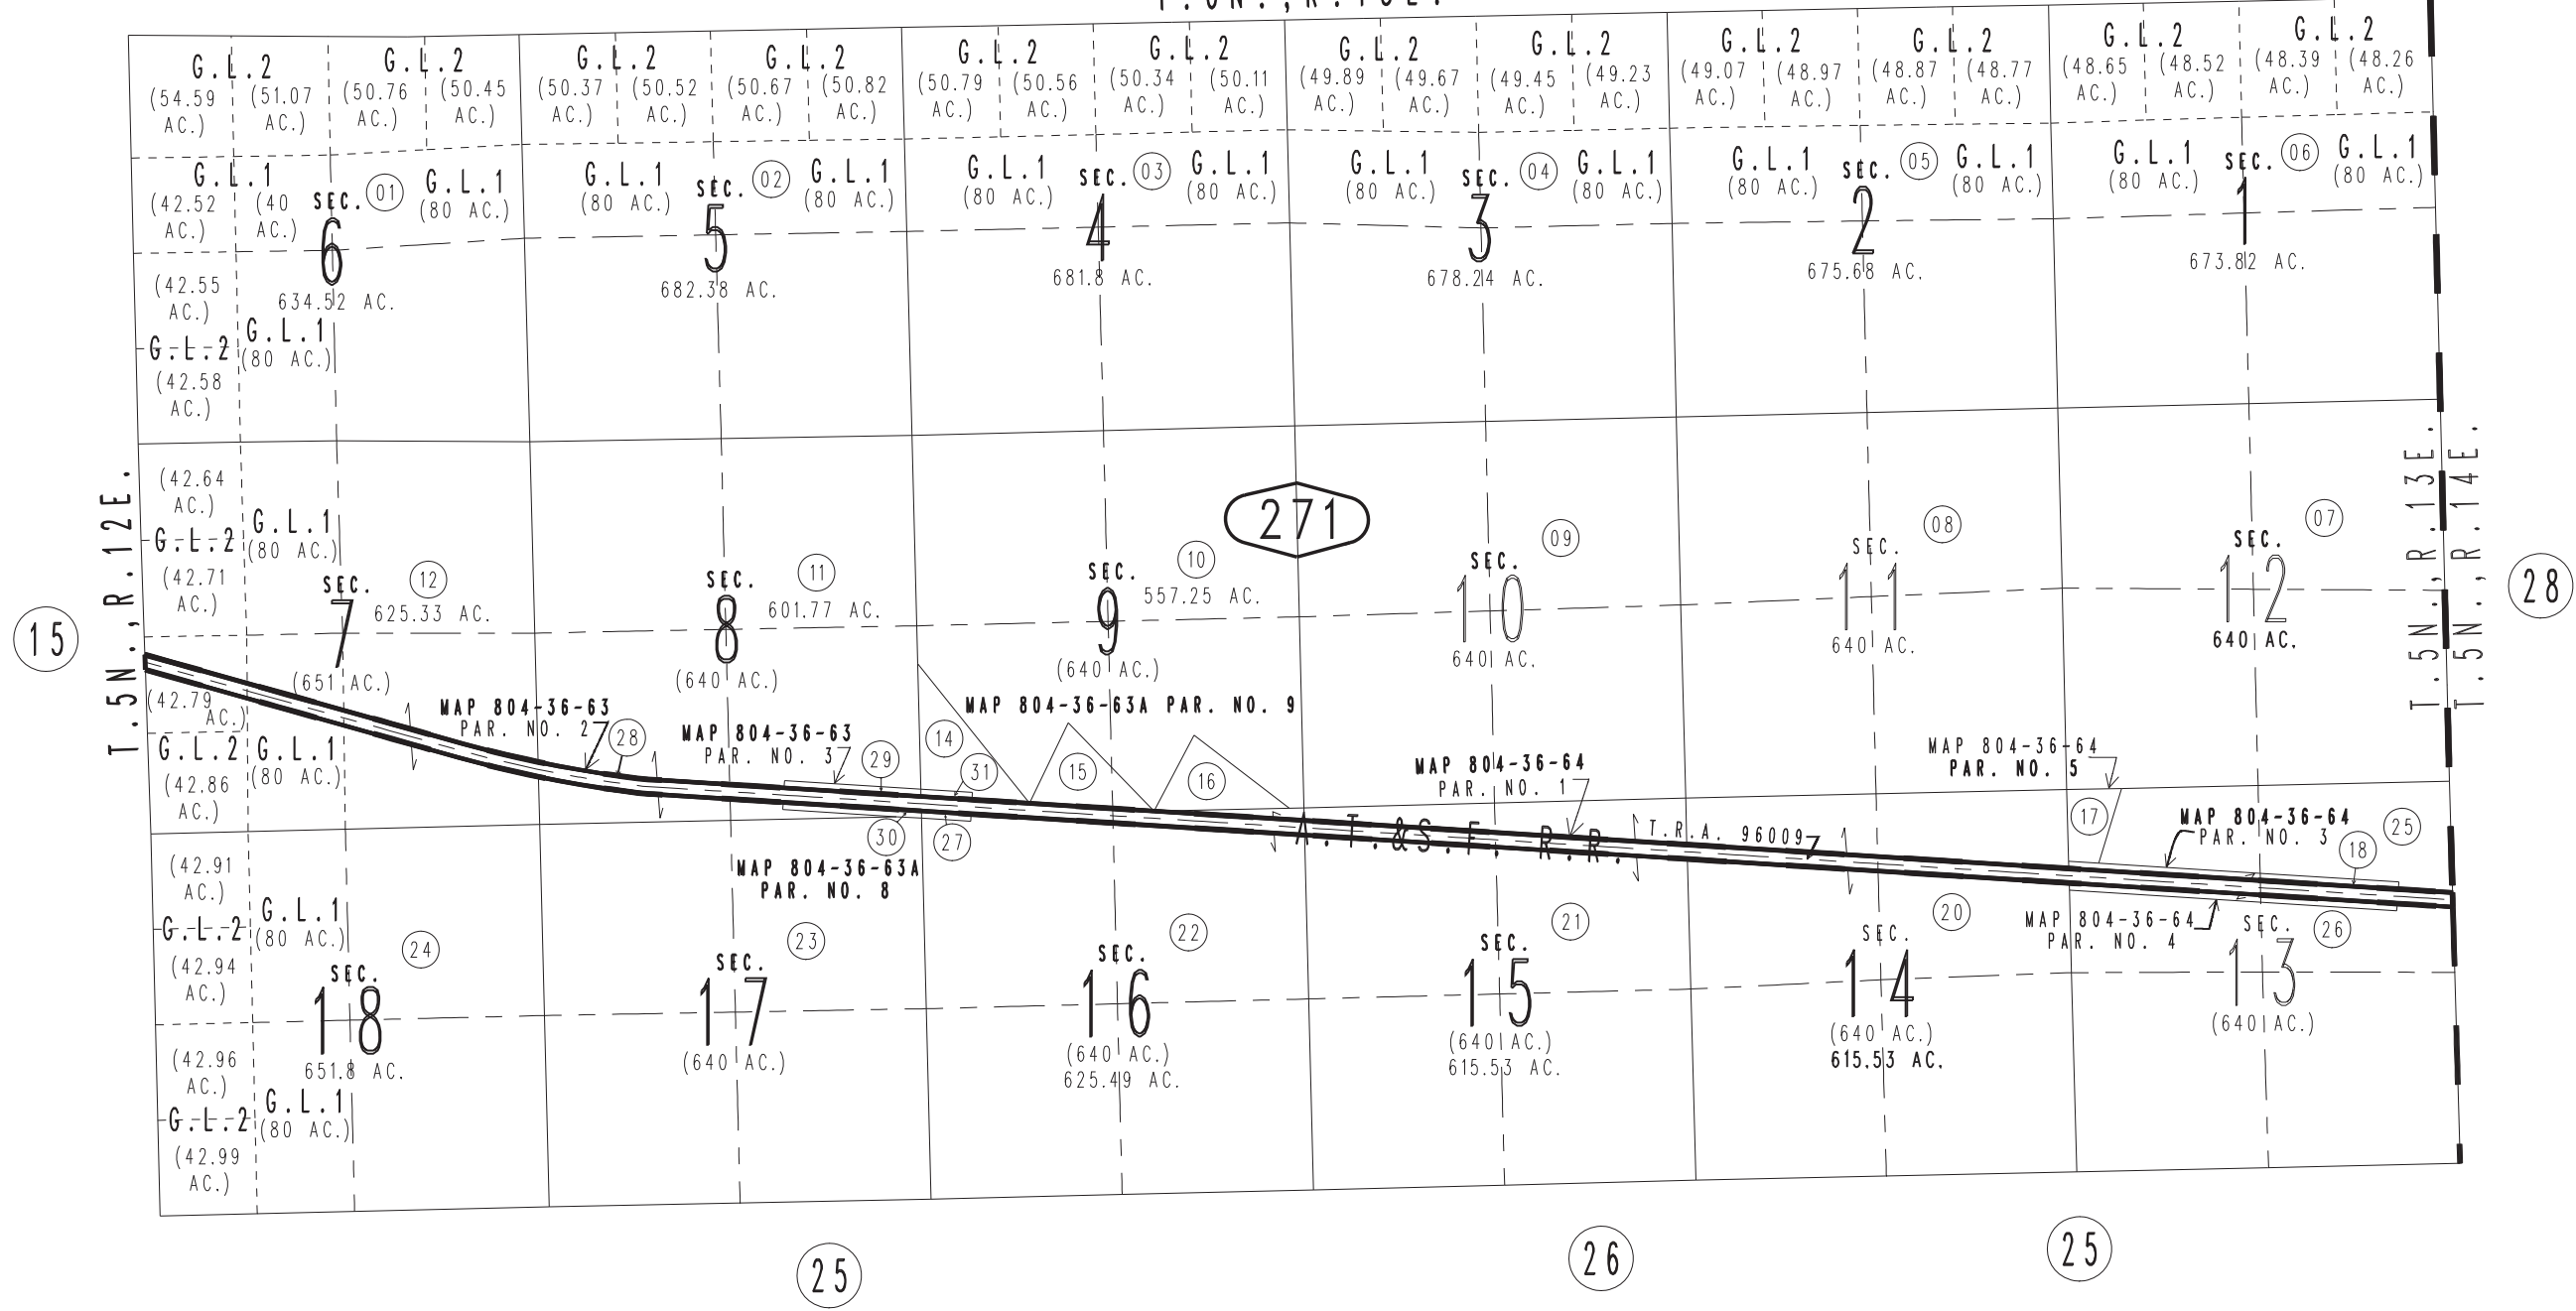 G.L.2
G.L.2
G.L.2
G.L.2
G.L.2
G.L.2
G.L.2
G.L.2
G.L.2
G.L.2
G.L.2
G.L.2
(54.59 AC.)
(51.07 AC.)
(50.76 AC.)
(50.45 AC.)
(50.37 AC.)
(50.52 AC.)
(50.67 AC.)
(50.82 AC.)
(50.79 AC.)
(50.56 AC.)
(50.34 AC.)
(50.11 AC.)
(49.89 AC.)
(49.67 AC.)
(49.45 AC.)
(49.23 AC.)
(49.07 AC.)
(48.97 AC.)
(48.87 AC.)
(48.77 AC.)
(48.65 AC.)
(48.52 AC.)
(48.39 AC.)
(48.26 AC.)
G.L.1
(42.52 AC.)
(40 AC.)
SEC. 01
6
634.52 AC.
G.L.1
(80 AC.)
G.L.1
(80 AC.)
SEC. 02
5
682.38 AC.
G.L.1
(80 AC.)
G.L.1
(80 AC.)
SEC. 03
4
681.8 AC.
G.L.1
(80 AC.)
G.L.1
(80 AC.)
SEC. 04
3
678.24 AC.
G.L.1
(80 AC.)
G.L.1
(80 AC.)
SEC. 05
2
675.68 AC.
G.L.1
(80 AC.)
G.L.1
(80 AC.)
SEC. 06
1
673.82 AC.
G.L.1
(80 AC.)
(42.55 AC.)
G.L.2
(42.58 AC.)
G.L.1
(80 AC.)
T.5N.,R.12E.
15
(42.64 AC.)
G.L.2
(42.71 AC.)
G.L.1
(80 AC.)
SEC.
7
12
625.33 AC.
(651 AC.)
SEC.
8
11
601.77 AC.
(640 AC.)
SEC.
9
10
557.25 AC.
(640 AC.)
271
SEC.
10
09
640 AC.
SEC.
11
08
640 AC.
SEC.
12
07
640 AC.
T.5N.,R.13E.
T.5N.,R.14E.
28
(42.79 AC.)
G.L.2
(42.86 AC.)
G.L.1
(80 AC.)
MAP 804-36-63
PAR. NO. 2
28
MAP 804-36-63
PAR. NO. 3
29
14
31
MAP 804-36-63A PAR. NO. 9
15
16
30
27
MAP 804-36-63A
PAR. NO. 8
MAP 804-36-64
PAR. NO. 1
A.T.&S.F. R.R.
T.R.A. 96009
MAP 804-36-64
PAR. NO. 5
17
MAP 804-36-64
PAR. NO. 3
18
25
MAP 804-36-64
PAR. NO. 4
26
(42.91 AC.)
G.L.2
(42.94 AC.)
G.L.1
(80 AC.)
24
SEC.
18
651.8 AC.
23
SEC.
17
(640 AC.)
22
SEC.
16
(640 AC.)
625.49 AC.
21
SEC.
15
(640 AC.)
615.53 AC.
20
SEC.
14
(640 AC.)
615.53 AC.
SEC.
13
(640 AC.)
(42.96 AC.)
G.L.2
(42.99 AC.)
G.L.1
(80 AC.)
25
26
25